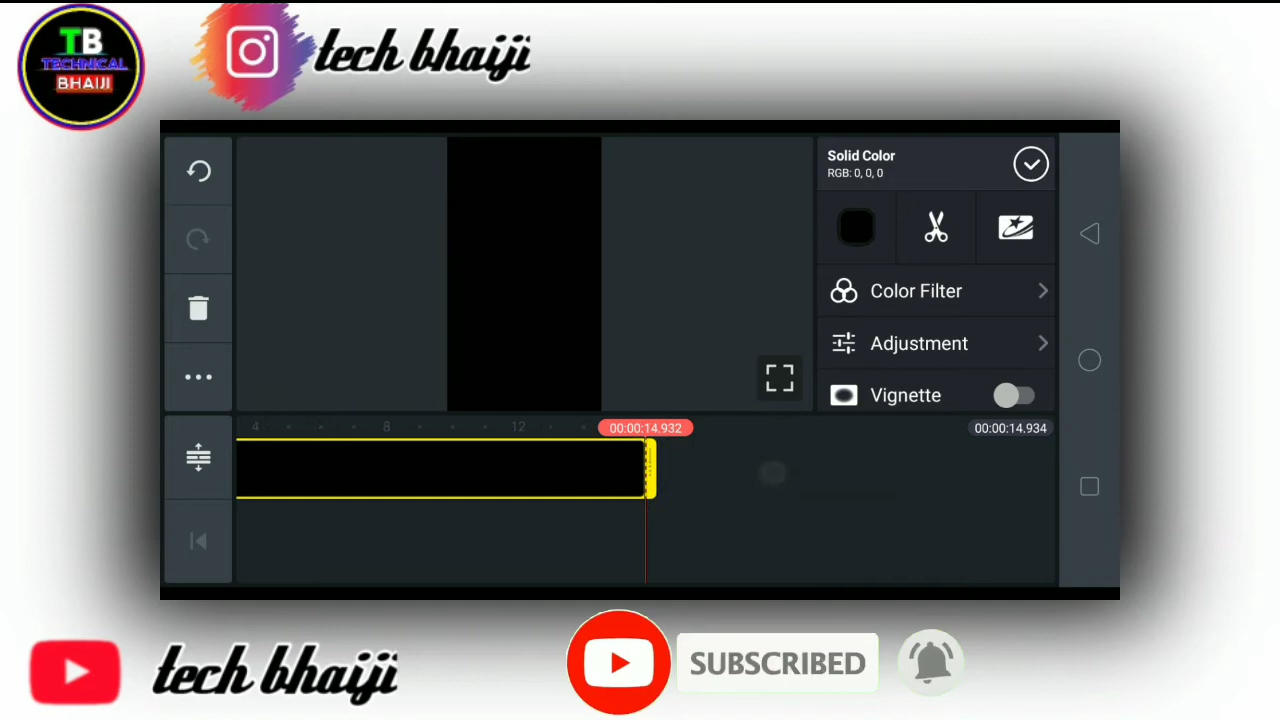 TB
TECHNICAL
BHAIJI
tech bhaiji
Solid Color
RGB: 0, 0, 0
Color Filter
Adjustment
Vignette
4 8 12
00:00:14.932
00:00:14.934
tech bhaiji
SUBSCRIBED